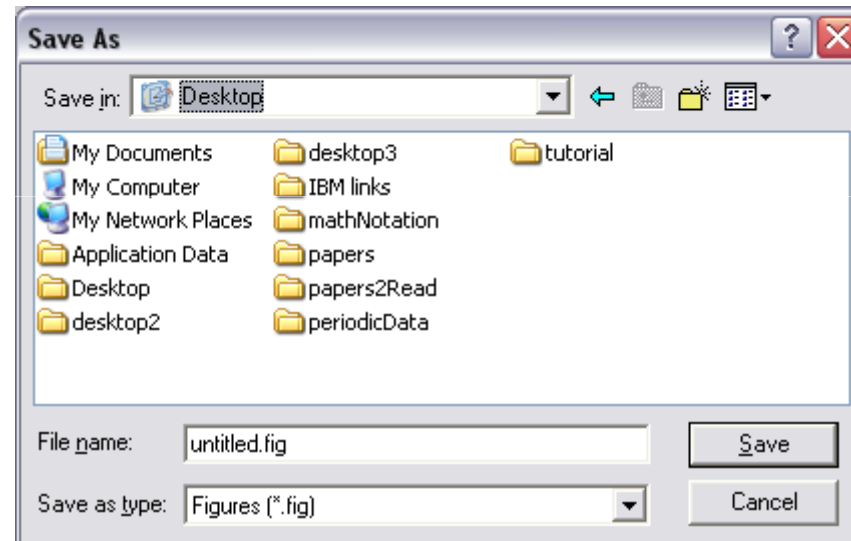 Save As
Save in: Desktop
My Documents
My Computer
My Network Places
Application Data
Desktop
desktop2
desktop3
IBM links
mathNotation
papers
papers2Read
periodicData
tutorial
File name: untitled.fig
Save
Save as type: Figures (*.fig)
Cancel